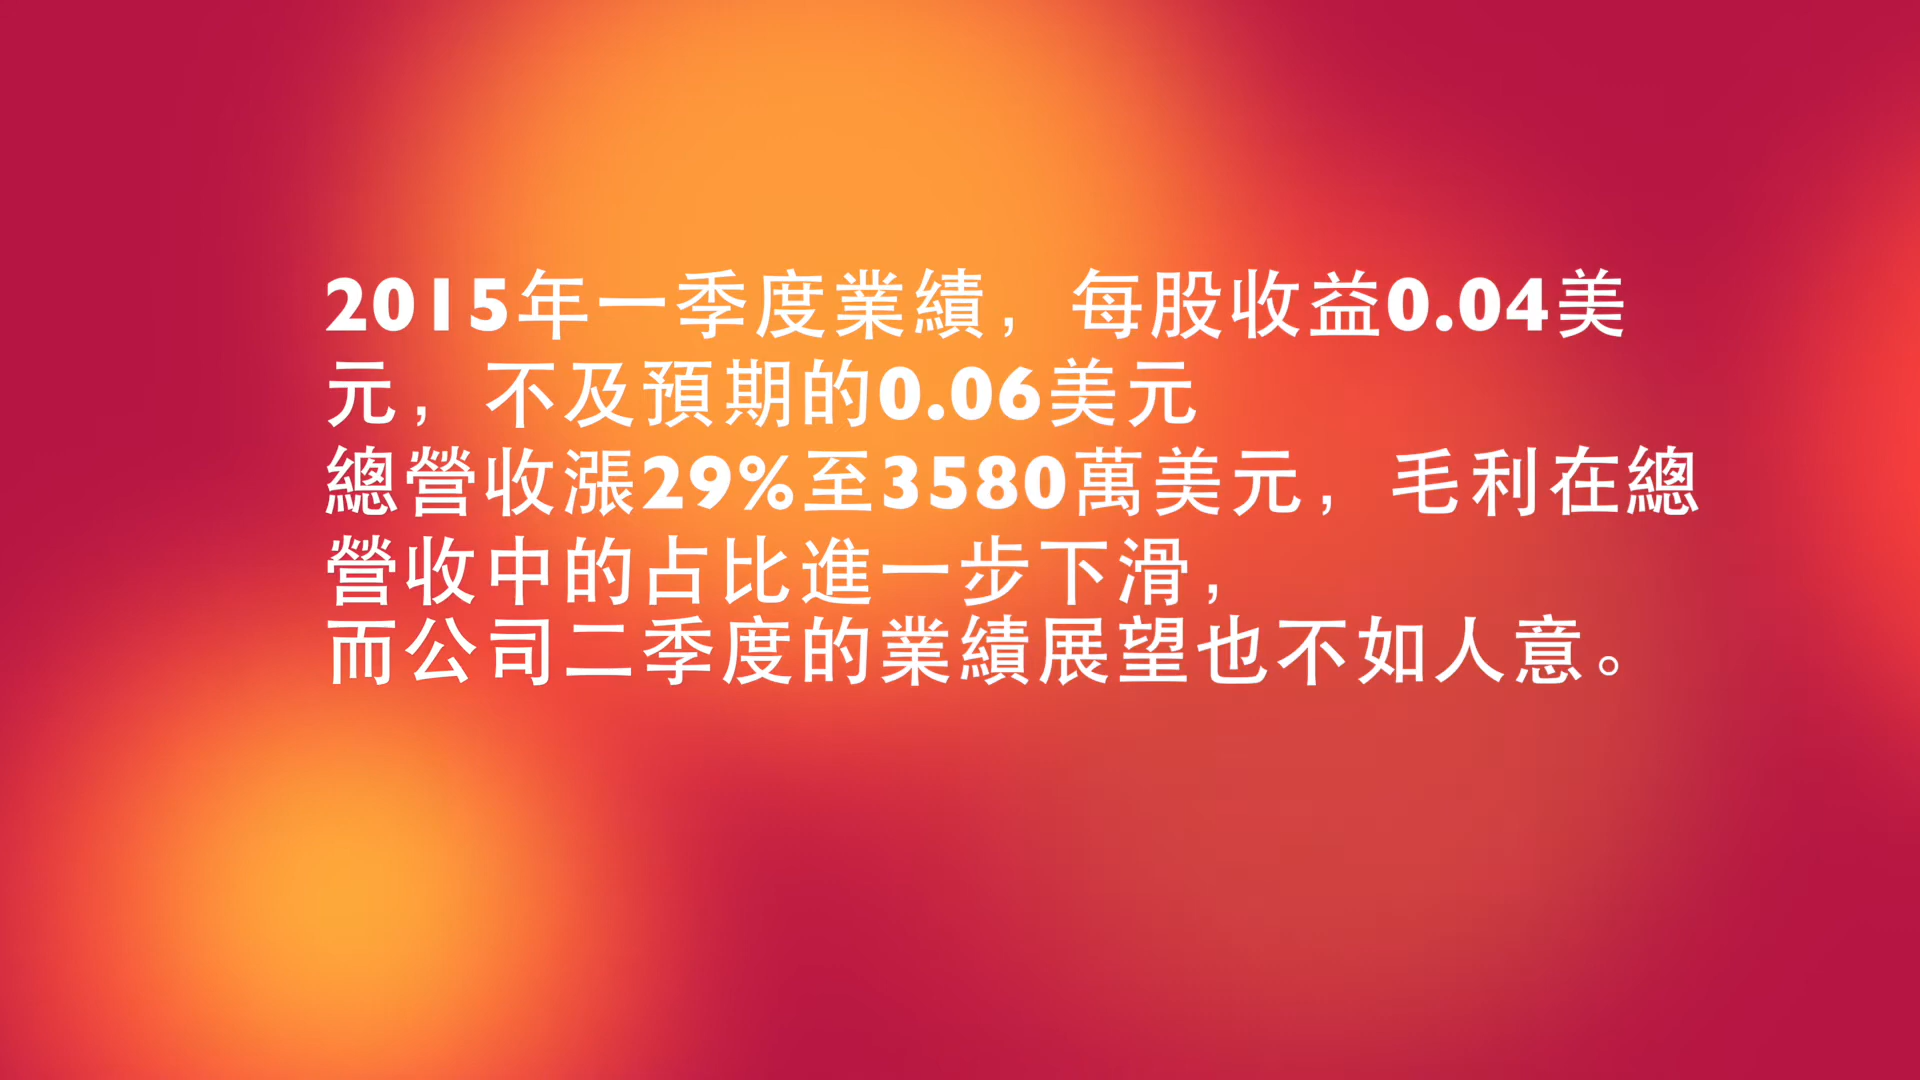 2015年一季度業績，每股收益0.04美
元，不及預期的0.06美元
總營收漲29%至3580萬美元，毛利在總
營收中的占比進一步下滑，
而公司二季度的業績展望也不如人意。